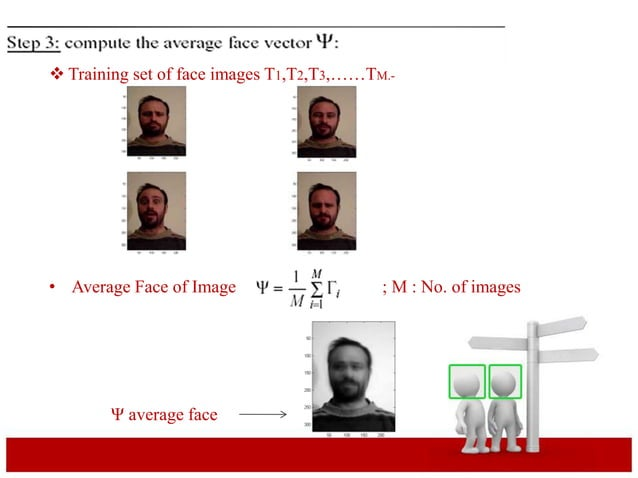 Step 3: compute the average face vector Ψ:
❖ Training set of face images T1,T2,T3,……TM.-
• Average Face of Image Ψ = 1/M M∑i=1 Γi ; M : No. of images
Ψ average face